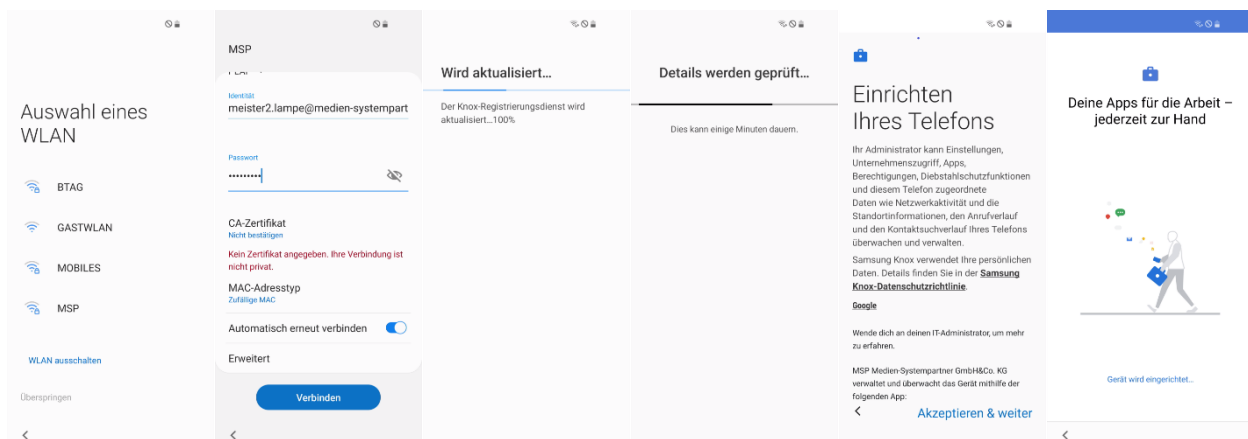 Auswahl eines
WLAN
BTAG
GASTWLAN
MOBILES
MSP
WLAN ausschalten
Überspringen
MSP
Identität
meister2.lampe@medien-systempart
Passwort
•••••••••
CA-Zertifikat
Nicht bestätigen
Kein Zertifikat angegeben. Ihre Verbindung ist
nicht privat.
MAC-Adresstyp
Zufällige MAC
Automatisch erneut verbinden
Erweitert
Verbinden
Wird aktualisiert...
Der Knox-Registrierungsdienst wird
aktualisiert...100%
Details werden geprüft...
Dies kann einige Minuten dauern.
Einrichten
Ihres Telefons
Ihr Administrator kann Einstellungen,
Unternehmenszugriff, Apps,
Berechtigungen, Diebstahlschutzfunktionen
und diesem Telefon zugeordnete
Daten wie Netzwerkaktivität und die
Standortinformationen, den Anrufverlauf
und den Kontaktsuchverlauf Ihres Telefons
überwachen und verwalten.
Samsung Knox verwendet Ihre persönlichen
Daten. Details finden Sie in der Samsung
Knox-Datenschutzrichtlinie.
Google
Wende dich an deinen IT-Administrator, um mehr
zu erfahren.
MSP Medien-Systempartner GmbH&Co. KG
verwaltet und überwacht das Gerät mithilfe der
folgenden App:
Akzeptieren & weiter
Deine Apps für die Arbeit –
jederzeit zur Hand
Gerät wird eingerichtet...